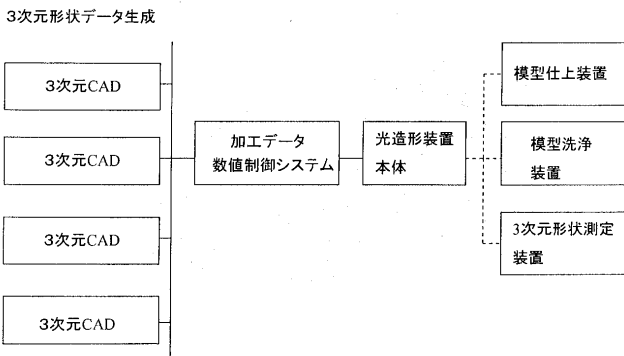 ３次元形状データ生成
３次元CAD
３次元CAD
３次元CAD
３次元CAD
加工データ
数値制御システム
光造形装置
本体
模型仕上装置
模型洗浄
装置
3次元形状測定
装置